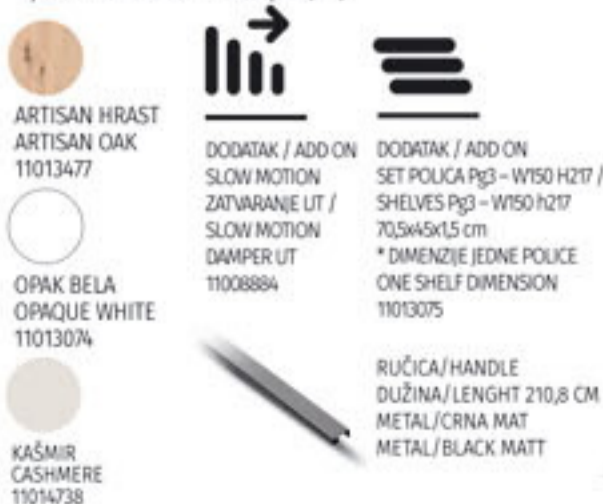 ARTISAN HRAST
ARTISAN OAK
11013477
OPAK BELA
OPAQUE WHITE
11013074
KAŠMIR
CASHMERE
11014738
DODATAK / ADD ON
SLOW MOTION
ZATVARANJE UT /
SLOW MOTION
DAMPER UT
11008884
DODATAK / ADD ON
SET POLICA Pg3 – W150 H217 /
SHELVES Pg3 – W150 h217
70,5x45x1,5 cm
* DIMENZIJE JEDNE POLICE
ONE SHELF DIMENSION
11013075
RUČICA/HANDLE
DUŽINA/LENGHT 210,8 CM
METAL/CRNA MAT
METAL/BLACK MATT